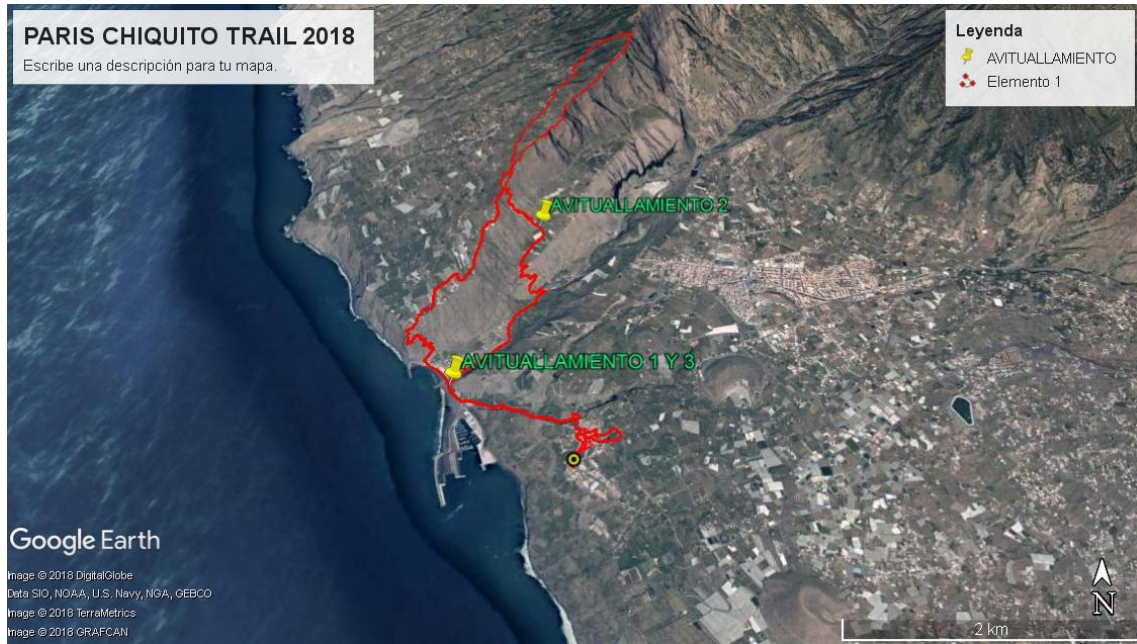 PARIS CHIQUITO TRAIL 2018
Escribe una descripción para tu mapa.
Leyenda
AVITUALLAMIENTO
Elemento 1
AVITUALLAMIENTO 2
AVITUALLAMIENTO 1 Y 3
Google Earth
Image © 2018 DigitalGlobe
Data SIO, NOAA, U.S. Navy, NGA, GEBCO
Image © 2018 TerraMetrics
Image © 2018 GRAFCAN
N
2 km